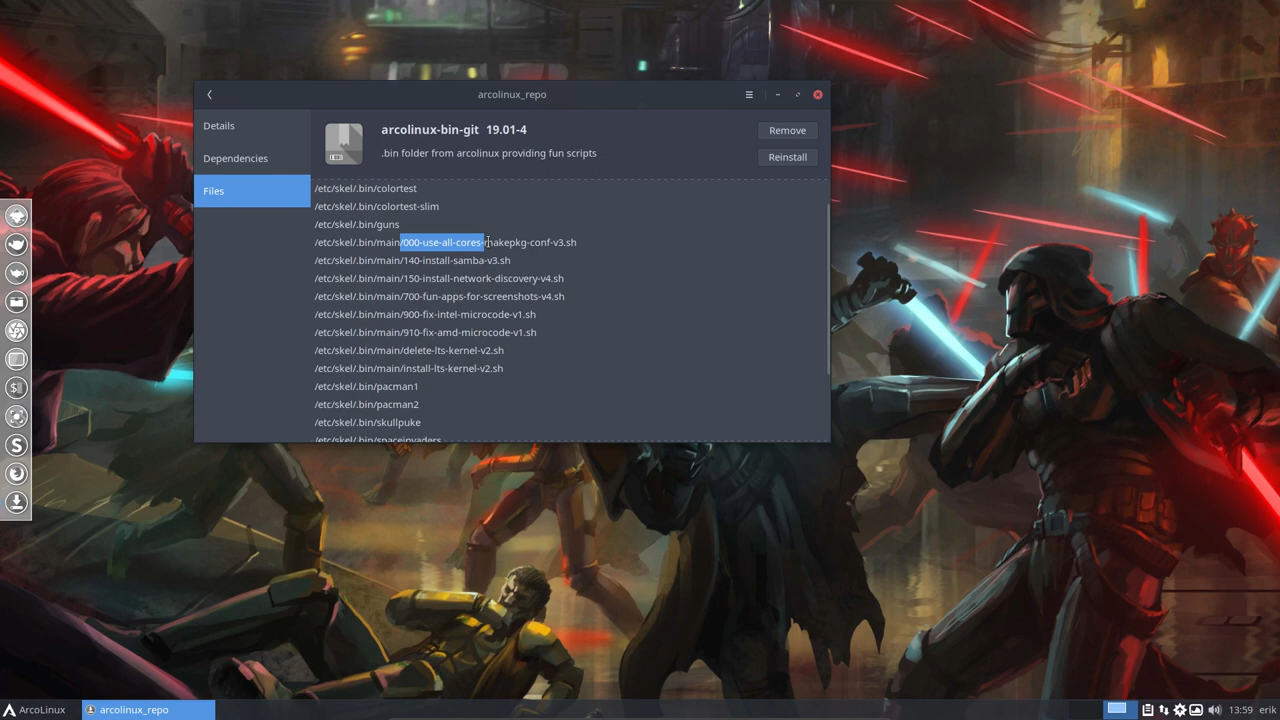 arcolinux_repo
Details
Dependencies
Files
arcolinux-bin-git 19.01-4
.bin folder from arcolinux providing fun scripts
Remove
Reinstall
/etc/skel/.bin/colortest
/etc/skel/.bin/colortest-slim
/etc/skel/.bin/guns
/etc/skel/.bin/main/000-use-all-cores-makepkg-conf-v3.sh
/etc/skel/.bin/main/140-install-samba-v3.sh
/etc/skel/.bin/main/150-install-network-discovery-v4.sh
/etc/skel/.bin/main/700-fun-apps-for-screenshots-v4.sh
/etc/skel/.bin/main/900-fix-intel-microcode-v1.sh
/etc/skel/.bin/main/910-fix-amd-microcode-v1.sh
/etc/skel/.bin/main/delete-lts-kernel-v2.sh
/etc/skel/.bin/main/install-lts-kernel-v2.sh
/etc/skel/.bin/pacman1
/etc/skel/.bin/pacman2
/etc/skel/.bin/skullpuke
/etc/skel/.bin/spaceinvaders
ArcoLinux
arcolinux_repo
13:59
erik